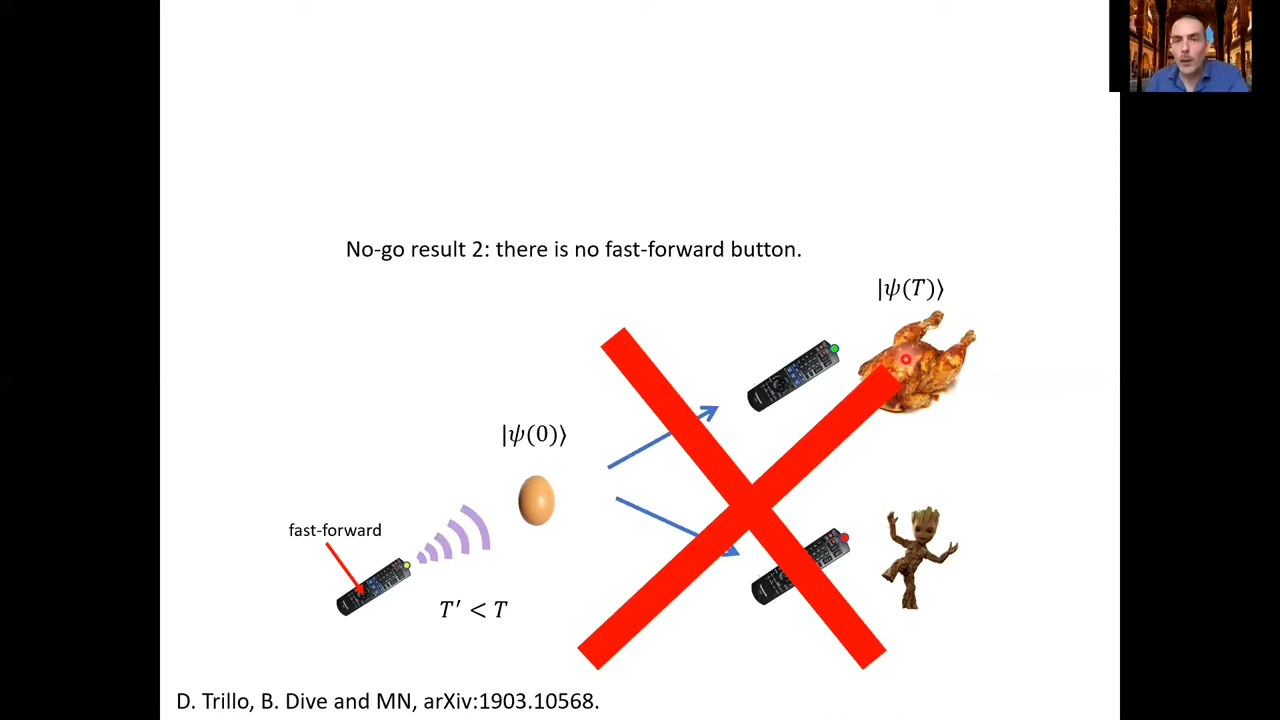 No-go result 2: there is no fast-forward button.
|ψ(T)⟩
|ψ(0)⟩
fast-forward
T′ < T
D. Trillo, B. Dive and MN, arXiv:1903.10568.